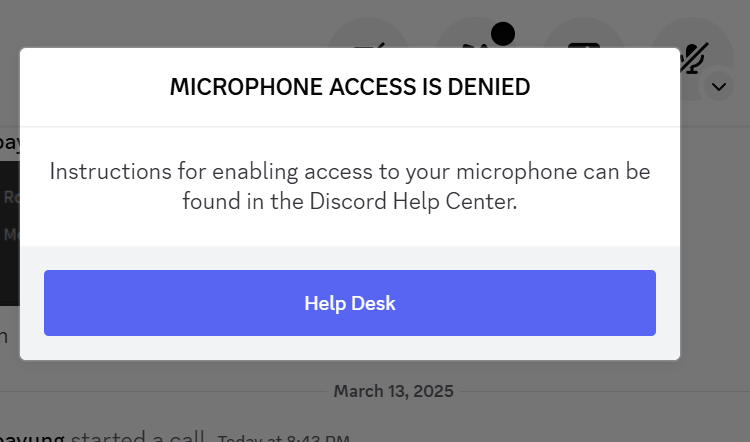 MICROPHONE ACCESS IS DENIED
Instructions for enabling access to your microphone can be
found in the Discord Help Center.
Help Desk
March 13, 2025
started a call. Today at 8:43 PM